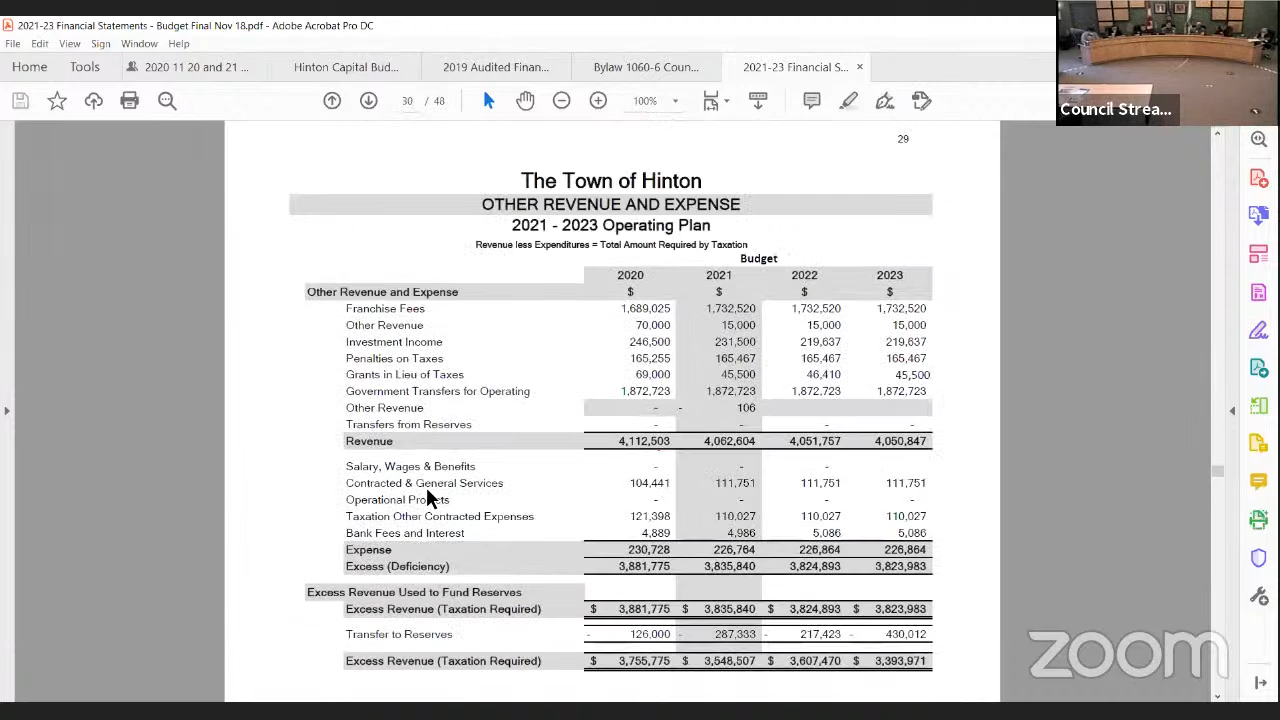 2021-23 Financial Statements - Budget Final Nov 18.pdf - Adobe Acrobat Pro DC
File Edit View Sign Window Help
Home Tools 2020 11 20 and 21 ... Hinton Capital Bud... 2019 Audited Finan... Bylaw 1060-6 Coun... 2021-23 Financial S... ×
30 / 48 100%
Council Strea...
29
The Town of Hinton
OTHER REVENUE AND EXPENSE
2021 - 2023 Operating Plan
Revenue less Expenditures = Total Amount Required by Taxation
Budget
2020 2021 2022 2023
Other Revenue and Expense $ $ $ $
Franchise Fees 1,689,025 1,732,520 1,732,520 1,732,520
Other Revenue 70,000 15,000 15,000 15,000
Investment Income 246,500 231,500 219,637 219,637
Penalties on Taxes 165,255 165,467 165,467 165,467
Grants in Lieu of Taxes 69,000 45,500 46,410 45,500
Government Transfers for Operating 1,872,723 1,872,723 1,872,723 1,872,723
Other Revenue - - 106
Transfers from Reserves - - - -
Revenue 4,112,503 4,062,604 4,051,757 4,050,847
Salary, Wages & Benefits - - -
Contracted & General Services 104,441 111,751 111,751 111,751
Operational Projects - - - -
Taxation Other Contracted Expenses 121,398 110,027 110,027 110,027
Bank Fees and Interest 4,889 4,986 5,086 5,086
Expense 230,728 226,764 226,864 226,864
Excess (Deficiency) 3,881,775 3,835,840 3,824,893 3,823,983
Excess Revenue Used to Fund Reserves
Excess Revenue (Taxation Required) $ 3,881,775 $ 3,835,840 $ 3,824,893 $ 3,823,983
Transfer to Reserves - 126,000 - 287,333 - 217,423 - 430,012
Excess Revenue (Taxation Required) $ 3,755,775 $ 3,548,507 $ 3,607,470 $ 3,393,971
zoom